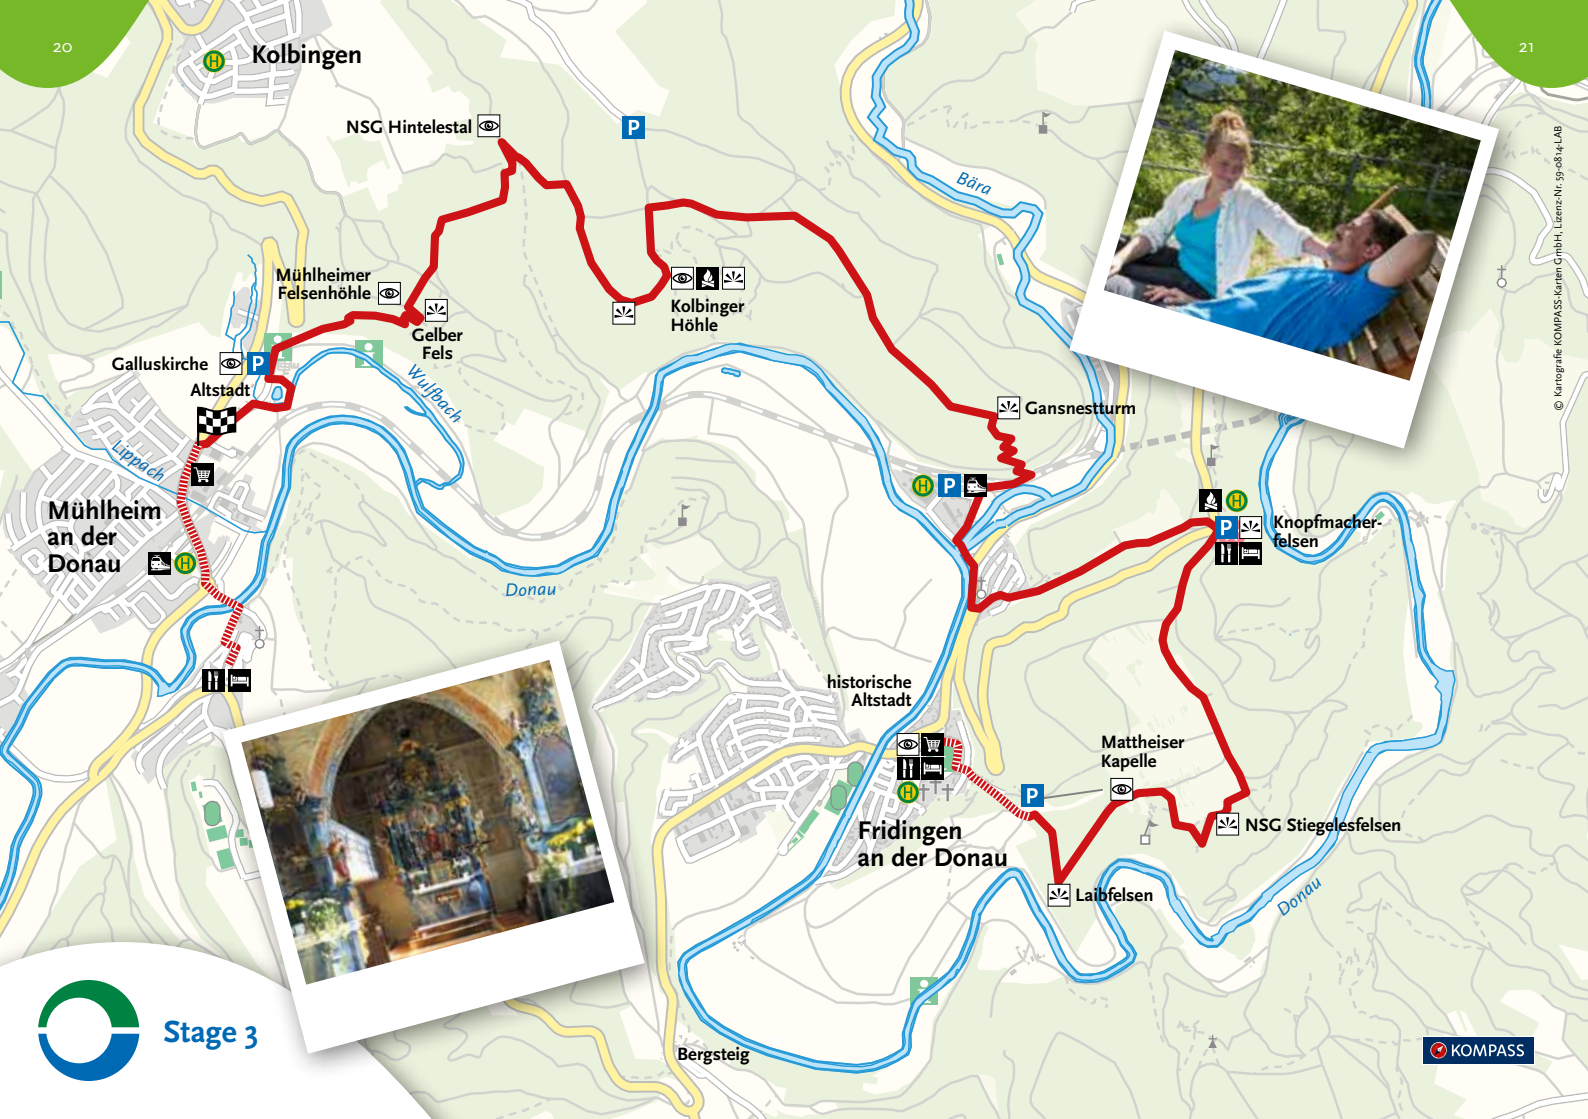 20
21
Kolbingen
NSG Hintelestal
P
Bära
Mühlheimer
Felsenhöhle
Gelber
Fels
Kolbinger
Höhle
Galluskirche
P
Altstadt
Wulfbach
Gansnestturm
Lippach
H
P
H
Mühlheim
an der
Donau
H
P
Knopfmacher-
felsen
Donau
historische
Altstadt
Mattheiser
Kapelle
H
P
Fridingen
an der Donau
NSG Stiegelesfelsen
Laibfelsen
Donau
Bergsteig
Stage 3
KOMPASS
© Kartografie KOMPASS-Karten GmbH, Lizenz-Nr. 59-0814-LAB
H